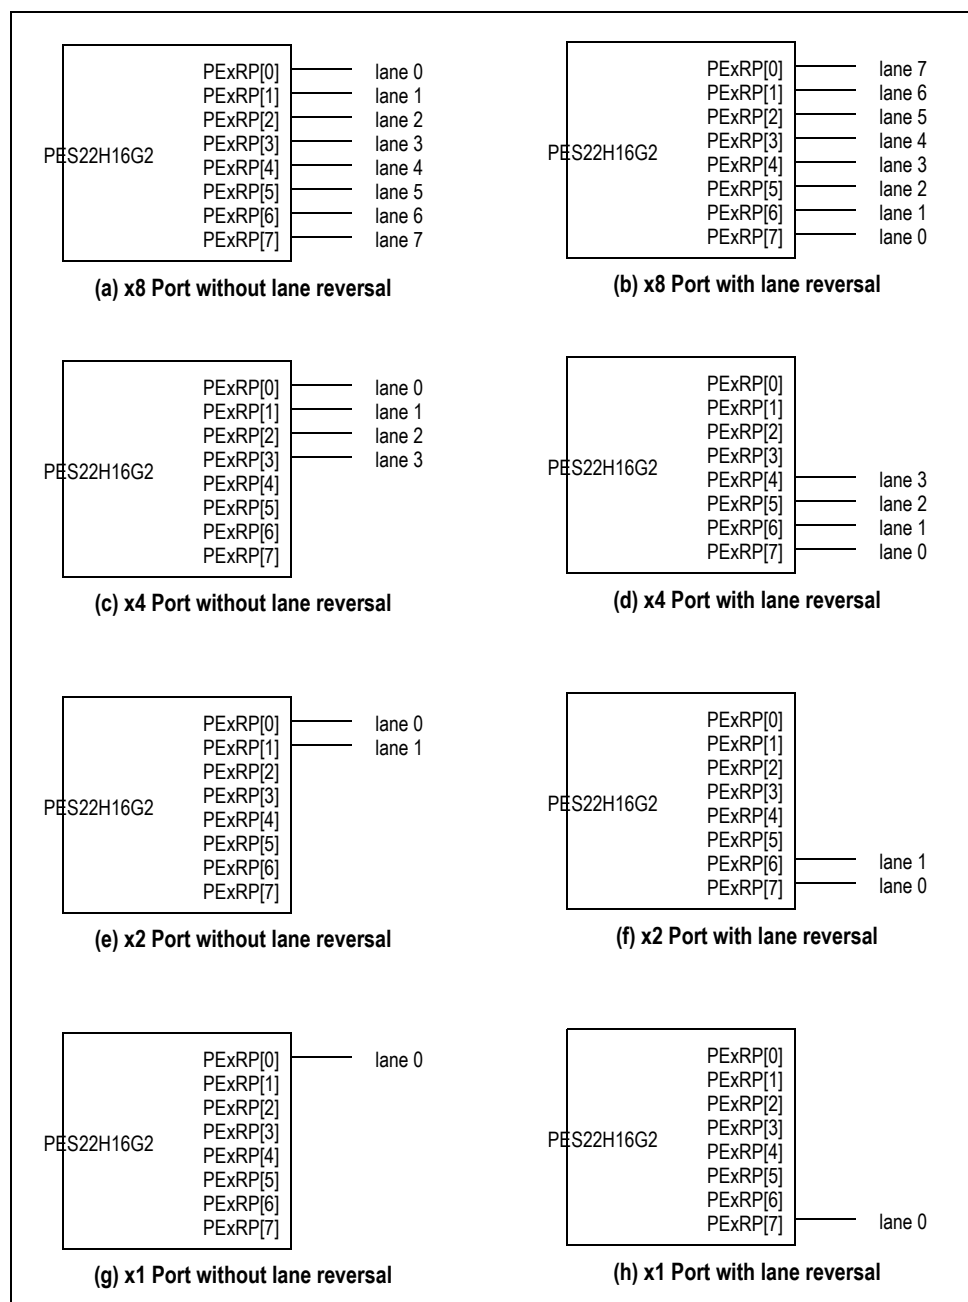 PExRP[0] lane 0
PExRP[1] lane 1
PExRP[2] lane 2
PExRP[3] lane 3
PES22H16G2
PExRP[4] lane 4
PExRP[5] lane 5
PExRP[6] lane 6
PExRP[7] lane 7
(a) x8 Port without lane reversal
PExRP[0] lane 7
PExRP[1] lane 6
PExRP[2] lane 5
PExRP[3] lane 4
PES22H16G2
PExRP[4] lane 3
PExRP[5] lane 2
PExRP[6] lane 1
PExRP[7] lane 0
(b) x8 Port with lane reversal
PExRP[0] lane 0
PExRP[1] lane 1
PExRP[2] lane 2
PExRP[3] lane 3
PES22H16G2
PExRP[4]
PExRP[5]
PExRP[6]
PExRP[7]
(c) x4 Port without lane reversal
PExRP[0]
PExRP[1]
PExRP[2]
PExRP[3]
PES22H16G2
PExRP[4] lane 3
PExRP[5] lane 2
PExRP[6] lane 1
PExRP[7] lane 0
(d) x4 Port with lane reversal
PExRP[0] lane 0
PExRP[1] lane 1
PExRP[2]
PExRP[3]
PES22H16G2
PExRP[4]
PExRP[5]
PExRP[6]
PExRP[7]
(e) x2 Port without lane reversal
PExRP[0]
PExRP[1]
PExRP[2]
PExRP[3]
PES22H16G2
PExRP[4]
PExRP[5]
PExRP[6] lane 1
PExRP[7] lane 0
(f) x2 Port with lane reversal
PExRP[0] lane 0
PExRP[1]
PExRP[2]
PExRP[3]
PES22H16G2
PExRP[4]
PExRP[5]
PExRP[6]
PExRP[7]
(g) x1 Port without lane reversal
PExRP[0]
PExRP[1]
PExRP[2]
PExRP[3]
PES22H16G2
PExRP[4]
PExRP[5]
PExRP[6]
PExRP[7] lane 0
(h) x1 Port with lane reversal